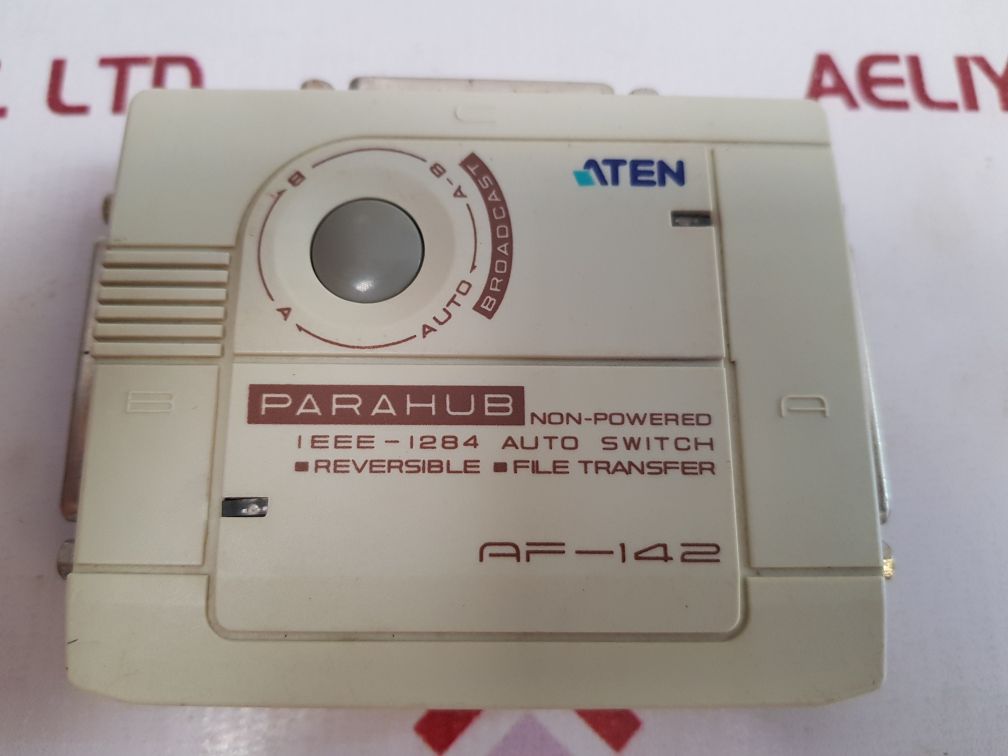 LTD
AELIY
C
ATEN
B
A-B
BROADCAST
A
AUTO
PARAHUB NON-POWERED
B
A
IEEE-1284 AUTO SWITCH
▪ REVERSIBLE ▪ FILE TRANSFER
AF-142